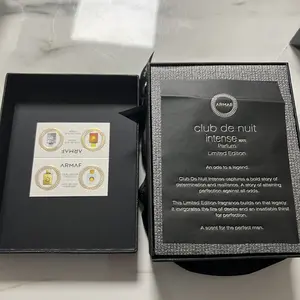 ARMAF
ARMAF
ARMAF
club de nuit
intense MAN
Parfum
Limited Edition
An ode to a legend.
Club De Nuit Intense captures a bold story of
determination and resilience. A story of attaining
perfection against all odds.
This Limited Edition fragrance builds on that legacy.
It invigorates the fire of desire and an insatiable thirst
for perfection.
A scent for the perfect man.